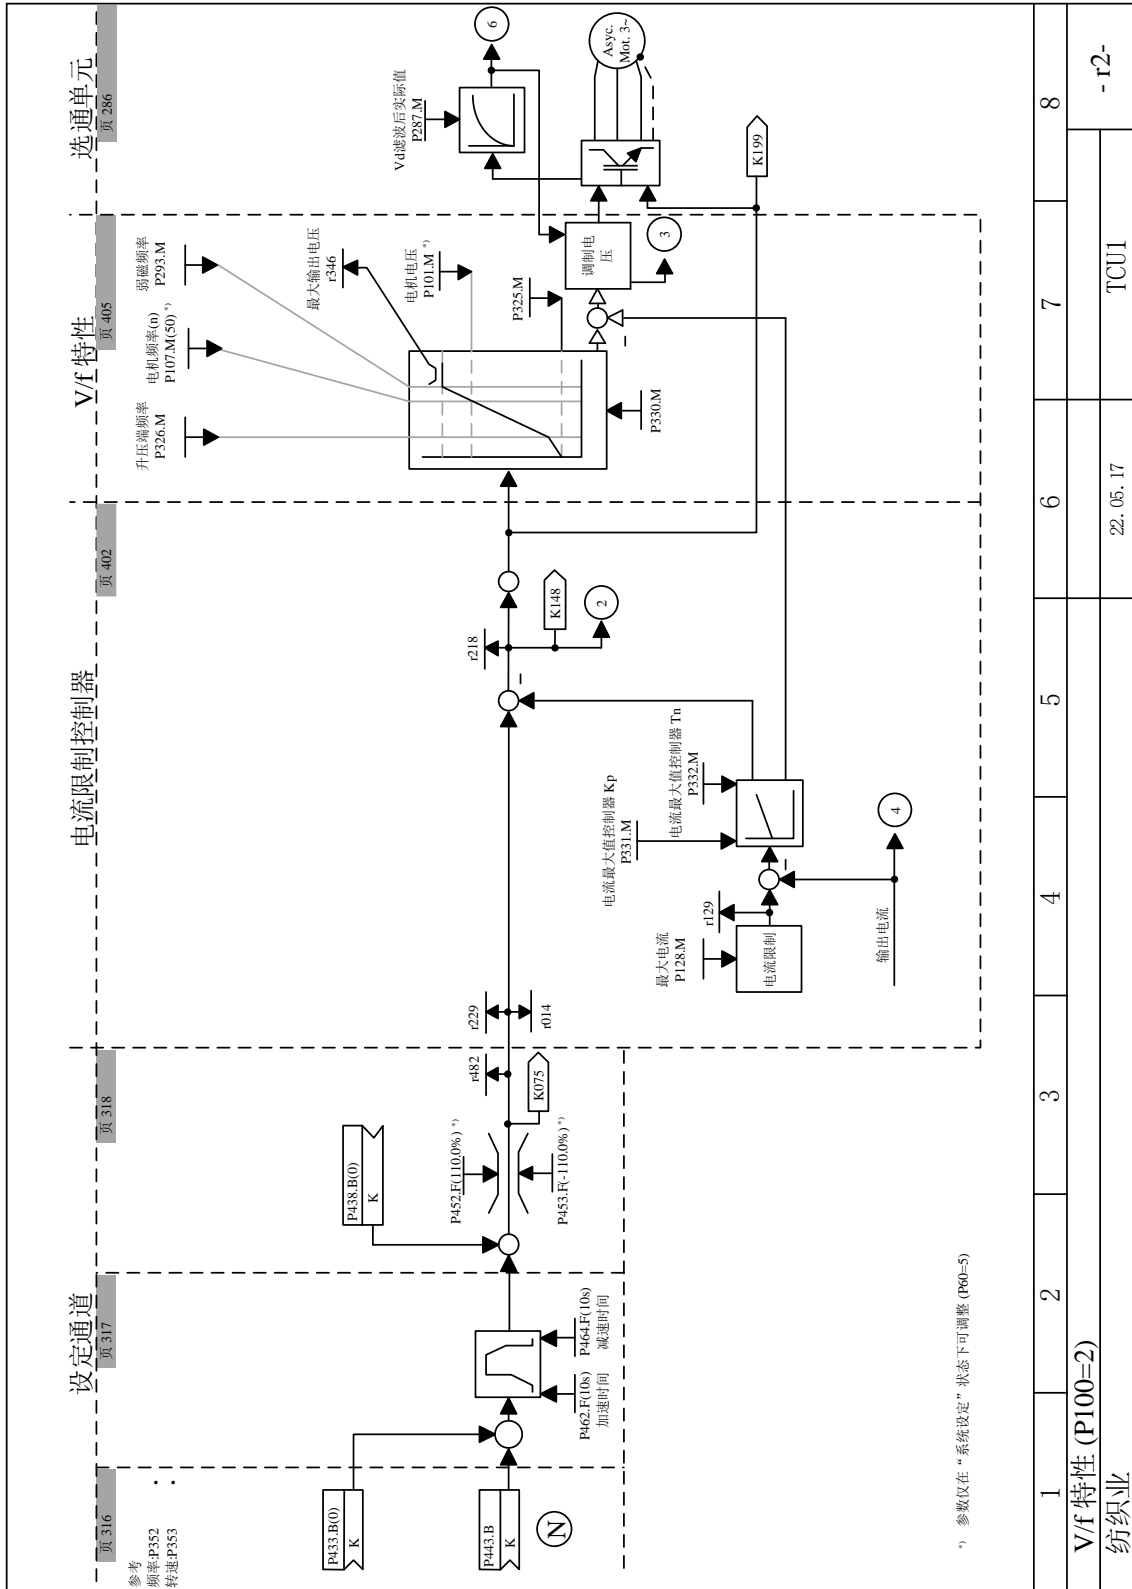 设定通道
电流限制控制器
V/f 特性
选通单元
页 316
页 317
页 318
页 402
页 405
页 286
参考
频率:P352
转速:P353
P433.B(0)
K
P443.B
K
N
P462.F(10s)
加速时间
P464.F(10s)
减速时间
P438.B(0)
K
P452.F(110.0%) *)
P453.F(-110.0%) *)
K075
r482
r229
r014
最大电流
P128.M
r129
电流限制
输出电流
4
电流最大值控制器 Kp
P331.M
电流最大值控制器 Tn
P332.M
r218
K148
2
升压端频率
P326.M
电机频率(n)
P107.M(50) *)
弱磁频率
P293.M
最大输出电压
r346
电机电压
P101.M *)
P325.M
P330.M
调制电
压
3
K199
Vd滤波后实际值
P287.M
6
Asyc.
Mot. 3~
*) 参数仅在 “系统设定” 状态下可调整 (P60=5)
1
2
3
4
5
6
7
8
V/f 特性 (P100=2)
纺织业
22. 05. 17
TCU1
- r2-